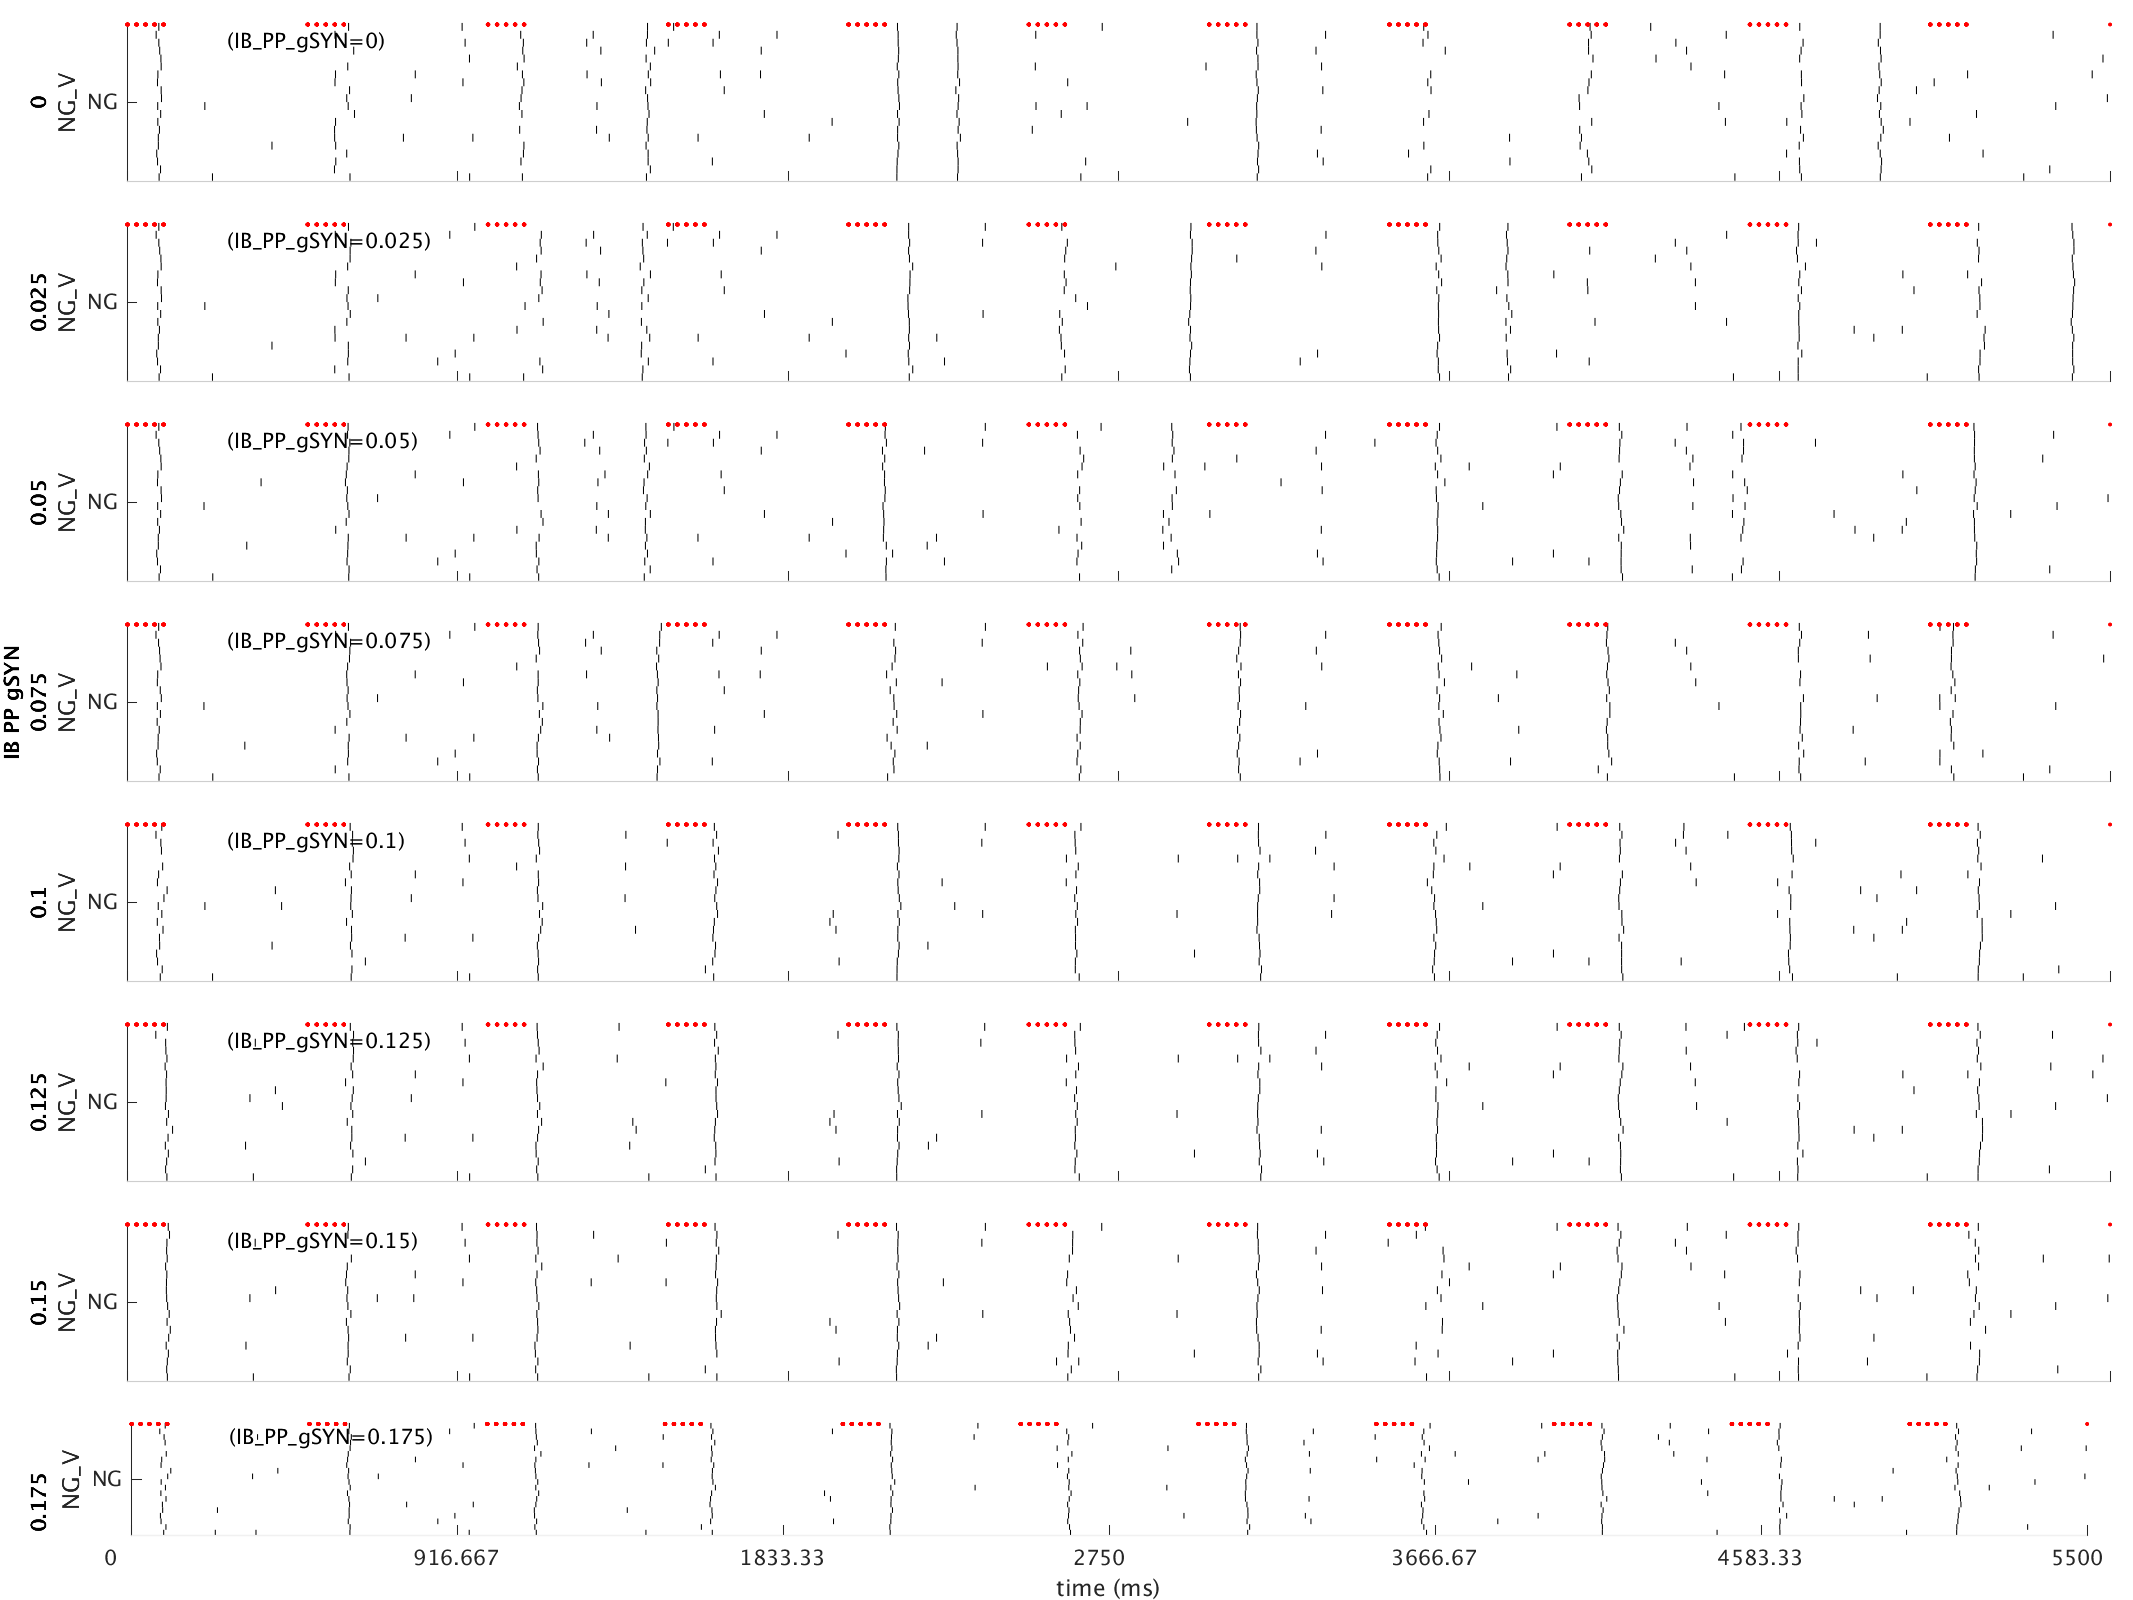 IB PP gSYN
0
NG_V
NG
(IB_PP_gSYN=0)
0.025
NG_V
NG
(IB_PP_gSYN=0.025)
0.05
NG_V
NG
(IB_PP_gSYN=0.05)
0.075
NG_V
NG
(IB_PP_gSYN=0.075)
0.1
NG_V
NG
(IB_PP_gSYN=0.1)
0.125
NG_V
NG
(IB_PP_gSYN=0.125)
0.15
NG_V
NG
(IB_PP_gSYN=0.15)
0.175
NG_V
NG
(IB_PP_gSYN=0.175)
0 916.667 1833.33 2750 3666.67 4583.33 5500
time (ms)